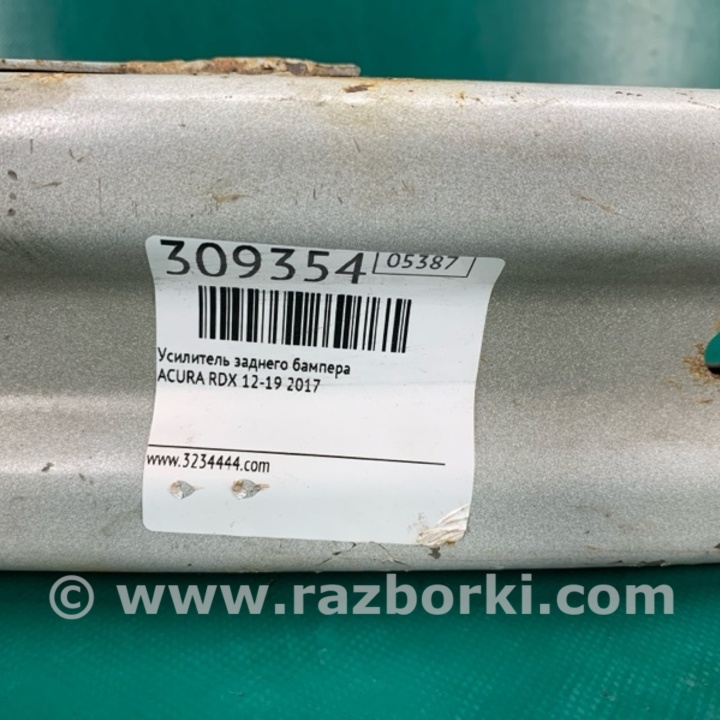 309354 05387
Усилитель заднего бампера
ACURA RDX 12-19 2017
www.3234444.com
© www.razborki.com